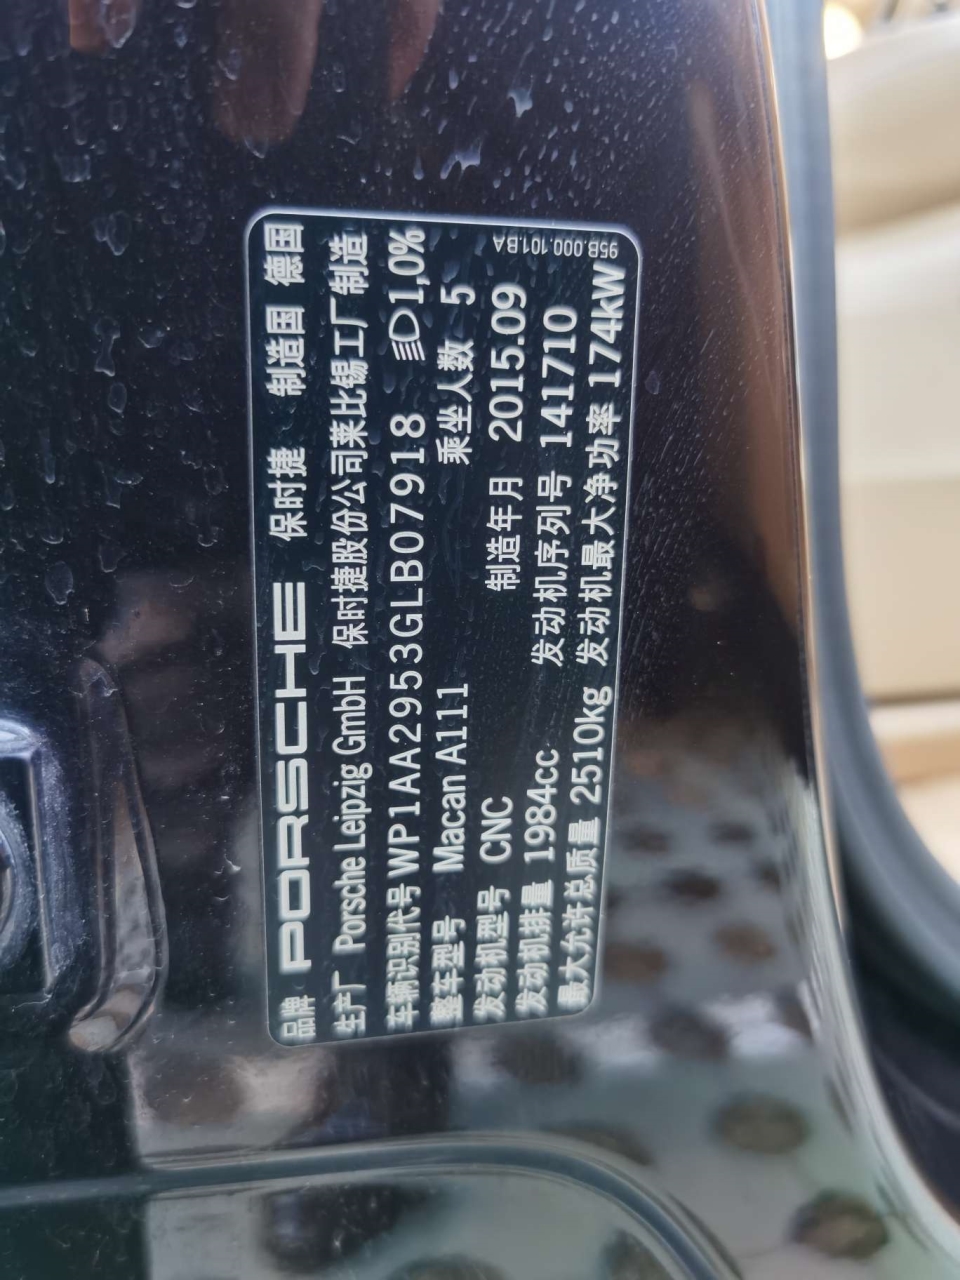 品牌 PORSCHE 保时捷 制造国 德国
生产厂 Porsche Leipzig GmbH 保时捷股份公司莱比锡工厂制造
车辆识别代号 WP1AA2953GLB07918 1,0%
整车型号 Macan A111 乘坐人数 5
发动机型号 CNC 制造年月 2015.09
发动机排量 1984cc 发动机序列号 141710
最大允许总质量 2510kg 发动机最大净功率 174kW
95B.000.101.BA